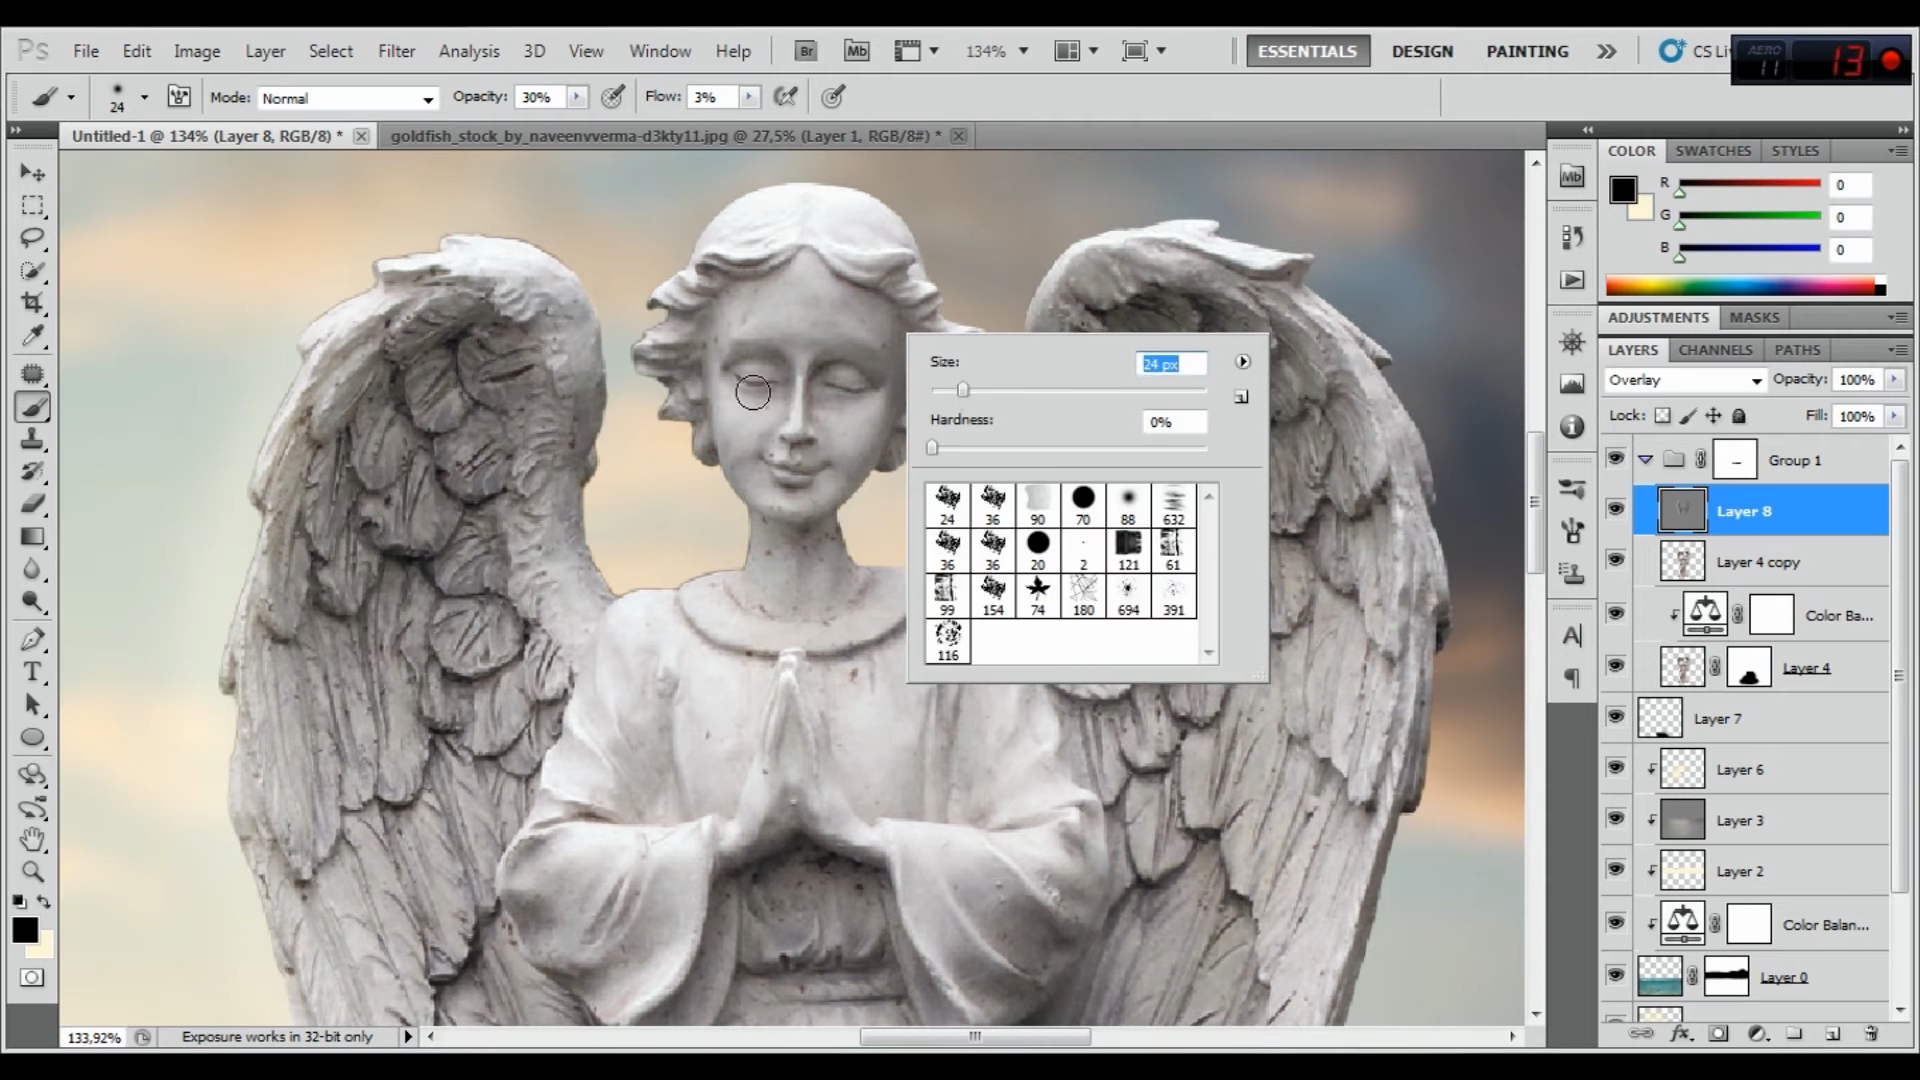 Ps File Edit Image Layer Select Filter Analysis 3D View Window Help Br Mb 134% ESSENTIALS DESIGN PAINTING CS Li
AERO 11 13
24 Mode: Normal Opacity: 30% Flow: 3%
Untitled-1 @ 134% (Layer 8, RGB/8) * goldfish_stock_by_naveenvverma-d3kty11.jpg @ 27,5% (Layer 1, RGB/8#) *
COLOR SWATCHES STYLES
Mb
R 0
G 0
B 0
ADJUSTMENTS MASKS
LAYERS CHANNELS PATHS
Overlay Opacity: 100%
Lock: Fill: 100%
Group 1
Layer 8
Layer 4 copy
Color Ba...
Layer 4
Layer 7
Layer 6
Layer 3
Layer 2
Color Balan...
Layer 0
Size: 24 px
Hardness: 0%
24 36 90 70 88 632
36 36 20 2 121 61
99 154 74 180 694 391
116
T
A
133,92% Exposure works in 32-bit only
fx